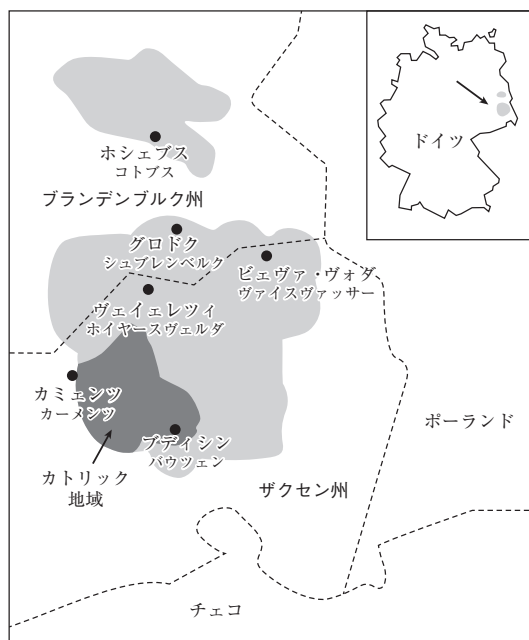 ドイツ
ホシェブス
コトブス
ブランデンブルク州
グロドク
シュプレンベルク
ビェヴァ・ヴォダ
ヴァイスヴァッサー
ヴェイェレツィ
ホイヤースヴェルダ
カミェンツ
カーメンツ
ブディシン
バウツェン
ポーランド
カトリック
地域
ザクセン州
チェコ